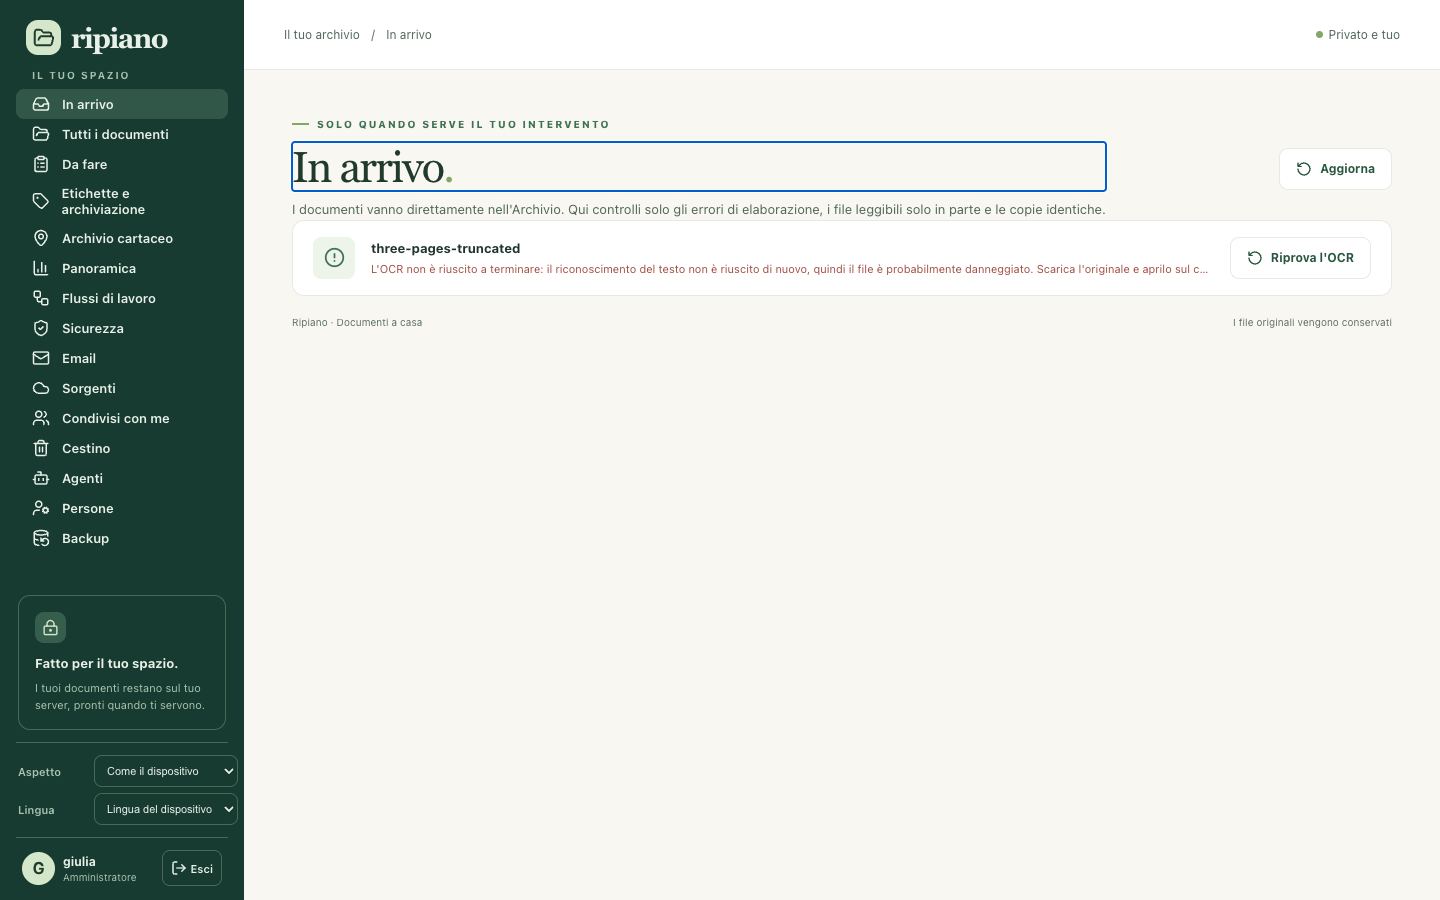 ripiano
IL TUO SPAZIO
In arrivo
Tutti i documenti
Da fare
Etichette e
archiviazione
Archivio cartaceo
Panoramica
Flussi di lavoro
Sicurezza
Email
Sorgenti
Condivisi con me
Cestino
Agenti
Persone
Backup
Fatto per il tuo spazio.
I tuoi documenti restano sul tuo
server, pronti quando ti servono.
Aspetto
Come il dispositivo
Lingua
Lingua del dispositivo
G
giulia
Amministratore
Esci
Il tuo archivio / In arrivo
Privato e tuo
SOLO QUANDO SERVE IL TUO INTERVENTO
In arrivo.
Aggiorna
I documenti vanno direttamente nell'Archivio. Qui controlli solo gli errori di elaborazione, i file leggibili solo in parte e le copie identiche.
three-pages-truncated
L'OCR non è riuscito a terminare: il riconoscimento del testo non è riuscito di nuovo, quindi il file è probabilmente danneggiato. Scarica l'originale e aprilo sul c...
Riprova l'OCR
Ripiano · Documenti a casa
I file originali vengono conservati